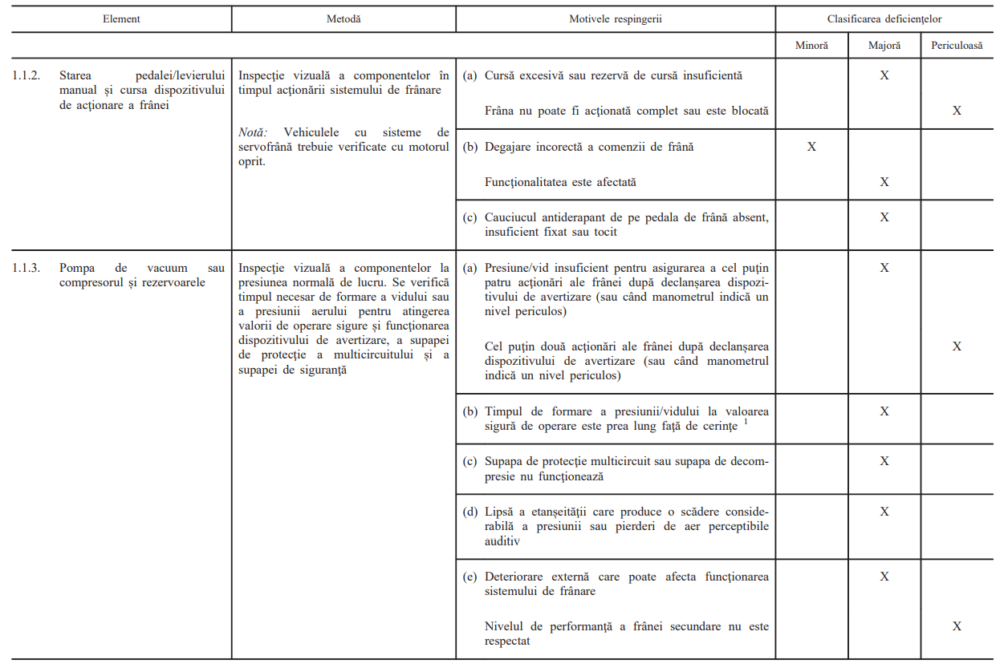 Element Metodă Motivele respingerii Clasificarea deficiențelor
Minoră Majoră Periculoasă
1.1.2. Starea pedalei/levierului
manual și cursa dispozitivului
de acționare a frânei
Inspecție vizuală a componentelor în
timpul acționării sistemului de frânare
Notă: Vehiculele cu sisteme de
servofrână trebuie verificate cu motorul
oprit.
(a) Cursă excesivă sau rezervă de cursă insuficientă X
Frâna nu poate fi acționată complet sau este blocată X
(b) Degajare incorectă a comenzii de frână X
Funcționalitatea este afectată X
(c) Cauciucul antiderapant de pe pedala de frână absent, X
insuficient fixat sau tocit
1.1.3. Pompa de vacuum sau
compresorul și rezervoarele
Inspecție vizuală a componentelor la
presiunea normală de lucru. Se verifică
timpul necesar de formare a vidului sau
a presiunii aerului pentru atingerea
valorii de operare sigure și funcționarea
dispozitivului de avertizare, a supapei
de protecție a multicircuitului și a
supapei de siguranță
(a) Presiune/vid insuficient pentru asigurarea a cel puțin X
patru acționări ale frânei după declanșarea dispozi-
tivului de avertizare (sau când manometrul indică un
nivel periculos)
Cel puțin două acționări ale frânei după declanșarea X
dispozitivului de avertizare (sau când manometrul
indică un nivel periculos)
(b) Timpul de formare a presiunii/vidului la valoarea X
sigură de operare este prea lung față de cerințe 1
(c) Supapa de protecție multicircuit sau supapa de decom- X
presie nu funcționează
(d) Lipsă a etanșeității care produce o scădere conside- X
rabilă a presiunii sau pierderi de aer perceptibile
auditiv
(e) Deteriorare externă care poate afecta funcționarea X
sistemului de frânare
Nivelul de performanță a frânei secundare nu este X
respectat